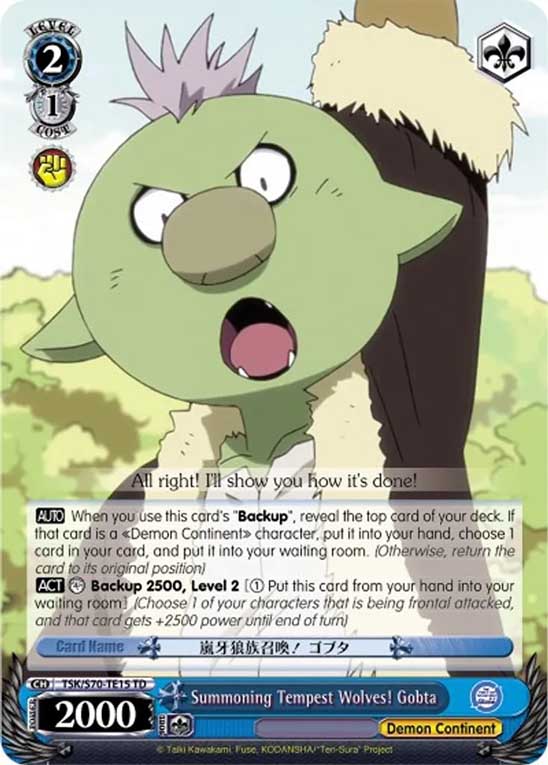 LEVEL
2
1
COST
All right! I'll show you how it's done!
AUTO When you use this card's "Backup", reveal the top card of your deck. If
that card is a «Demon Continent» character, put it into your hand, choose 1
card in your card, and put it into your waiting room. (Otherwise, return the
card to its original position)
ACT Backup 2500, Level 2 [① Put this card from your hand into your
waiting room] (Choose 1 of your characters that is being frontal attacked,
and that card gets +2500 power until end of turn)
Card Name 嵐牙狼族召喚! ゴブタ
CH TSK/S70-TE15 TD
Summoning Tempest Wolves! Gobta
POWER 2000 SOUL
Demon Continent
© Taiki Kawakami, Fuse, KODANSHA/"Ten-Sura" Project